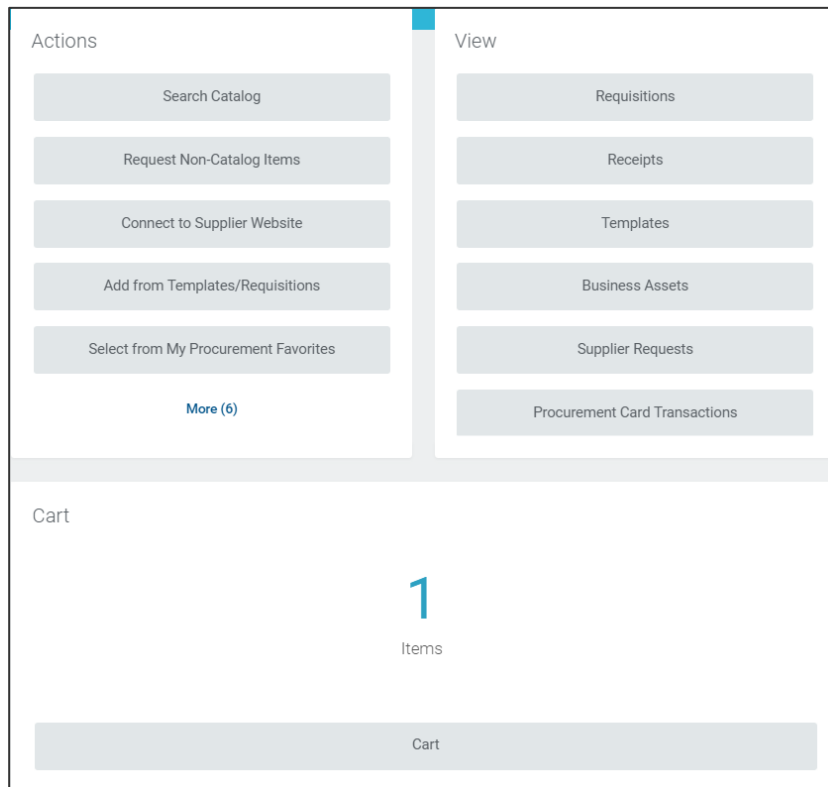 Actions
Search Catalog
Request Non-Catalog Items
Connect to Supplier Website
Add from Templates/Requisitions
Select from My Procurement Favorites
More (6)
View
Requisitions
Receipts
Templates
Business Assets
Supplier Requests
Procurement Card Transactions
Cart
1
Items
Cart